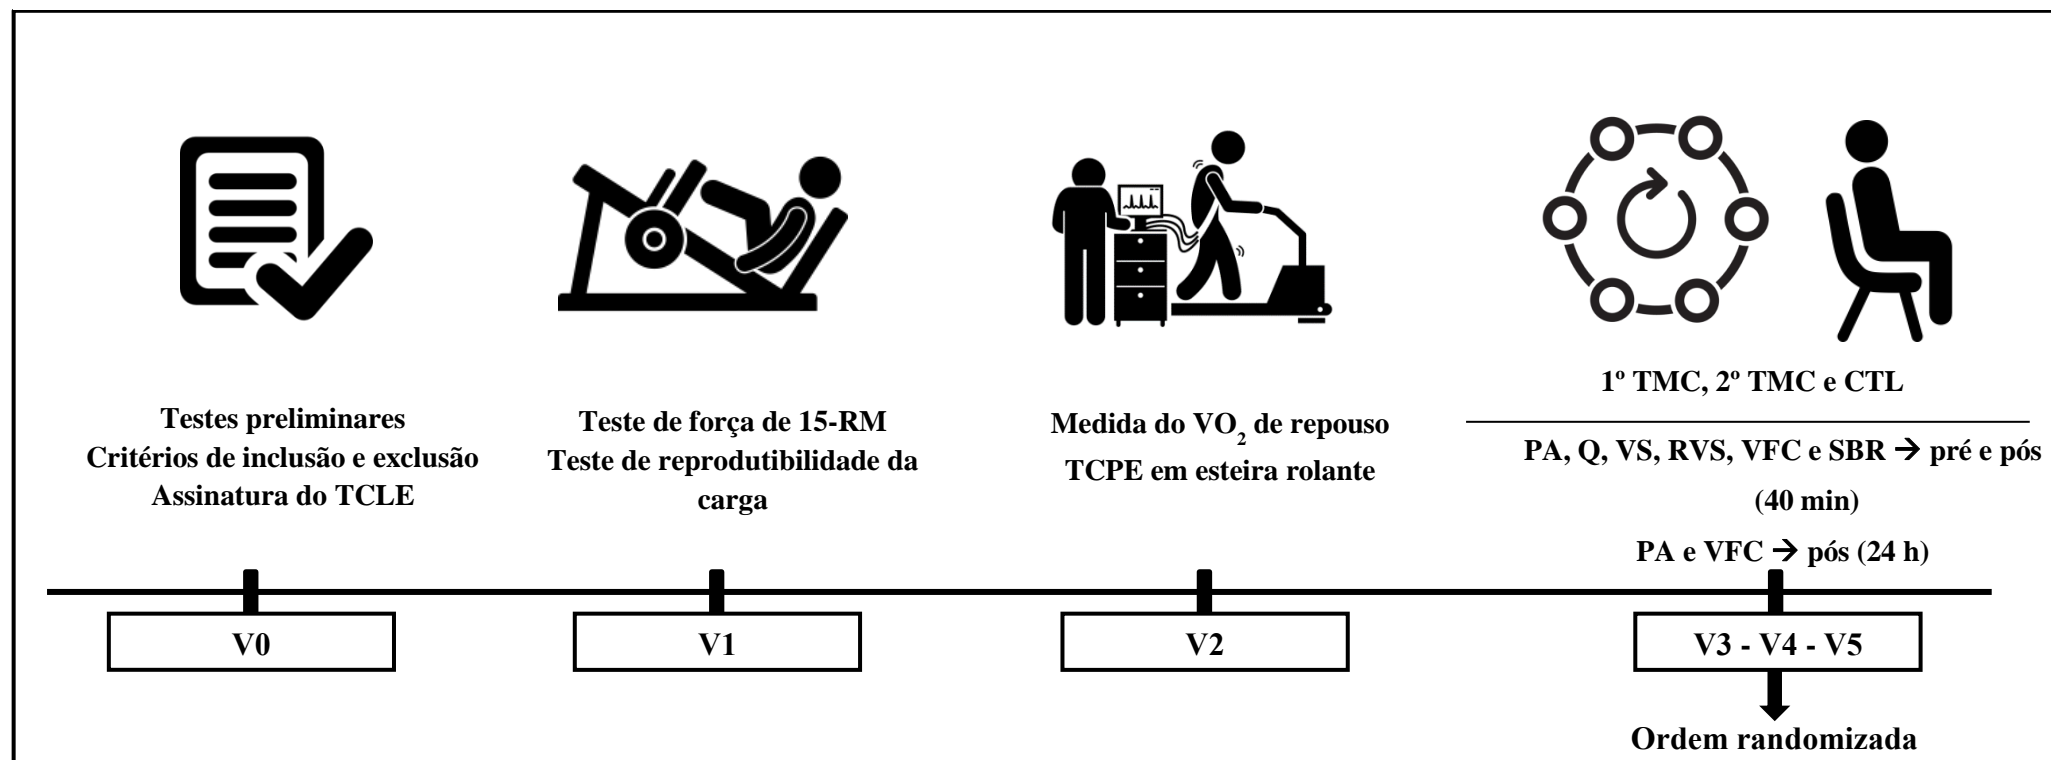 Testes preliminares
Critérios de inclusão e exclusão
Assinatura do TCLE
V0
Teste de força de 15-RM
Teste de reprodutibilidade da
carga
V1
Medida do VO₂ de repouso
TCPE em esteira rolante
V2
1º TMC, 2º TMC e CTL
PA, Q, VS, RVS, VFC e SBR → pré e pós
(40 min)
PA e VFC → pós (24 h)
V3 - V4 - V5
Ordem randomizada